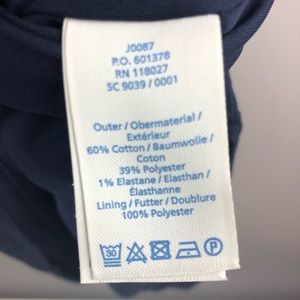 J0087
P.O. 601378
RN 118027
SC 9039 / 0001
Outer / Obermaterial /
Extérieur
60% Cotton / Baumwolle /
Coton
39% Polyester
1% Elastane / Elasthan /
Élasthanne
Lining / Futter / Doublure
100% Polyester
30
P